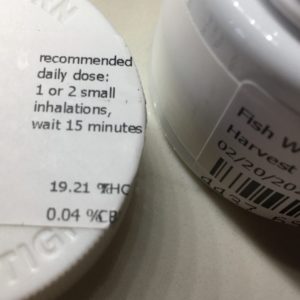 recommended
daily dose:
1 or 2 small
inhalations,
wait 15 minutes
19.21 %THC
0.04 %CB
TIGH
Fish W
Harvest
02/20/20